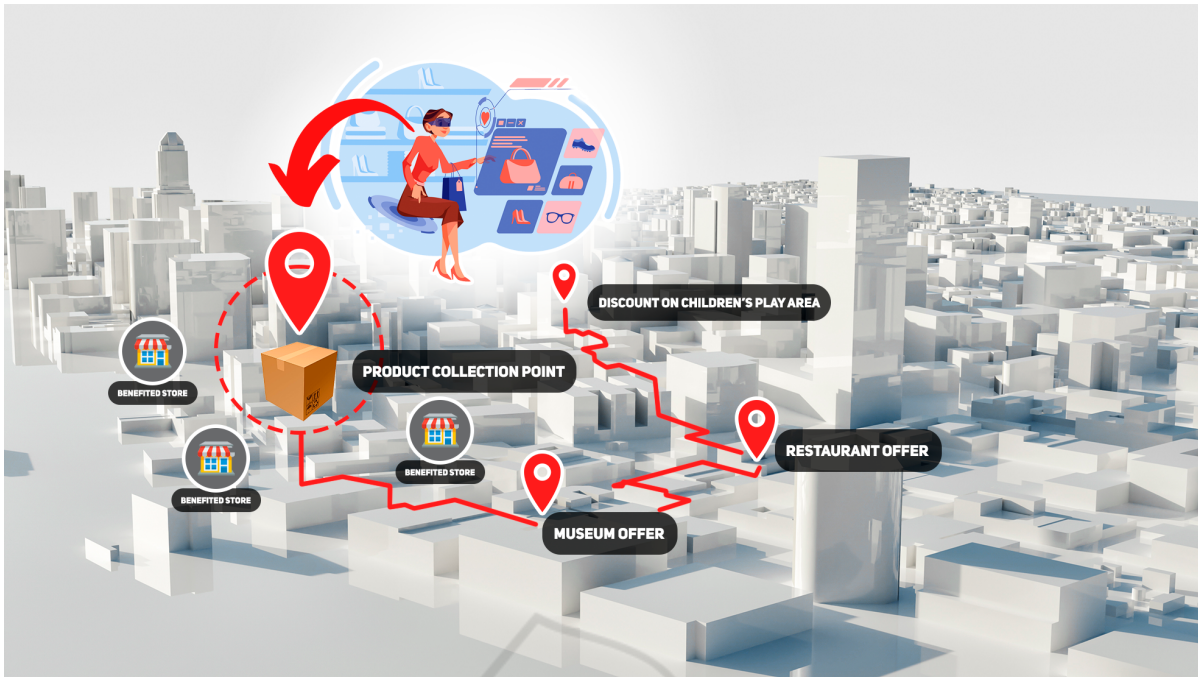 DISCOUNT ON CHILDREN'S PLAY AREA
PRODUCT COLLECTION POINT
BENEFITED STORE
RESTAURANT OFFER
BENEFITED STORE
BENEFITED STORE
MUSEUM OFFER